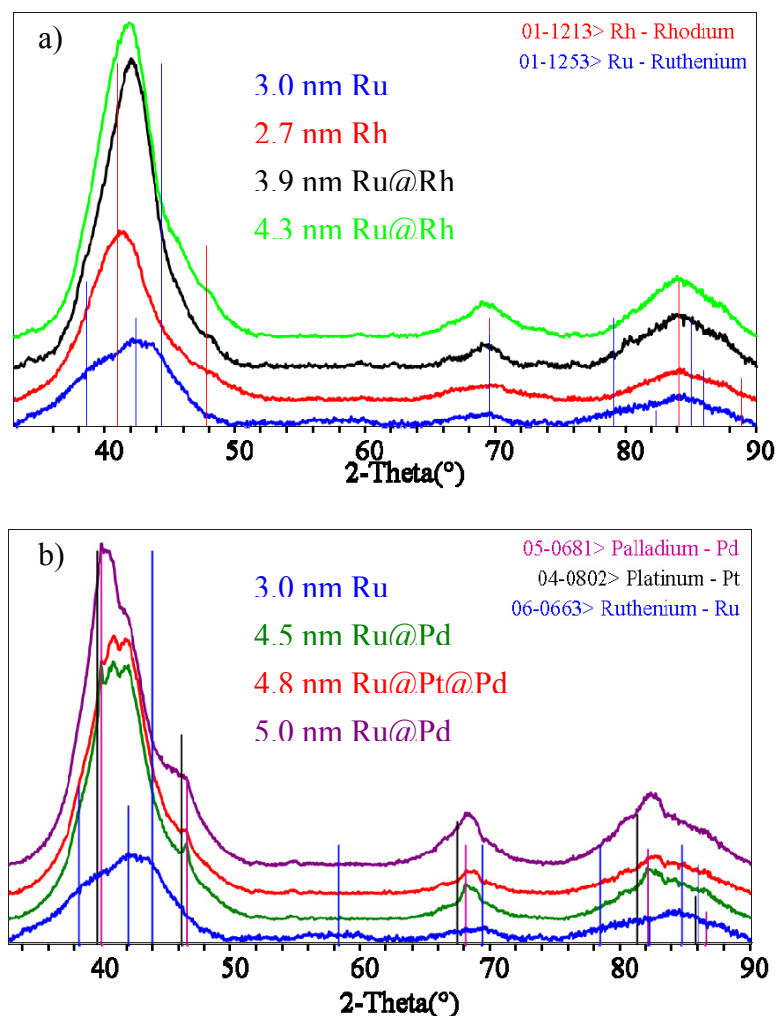 a)
01-1213> Rh - Rhodium
01-1253> Ru - Ruthenium
3.0 nm Ru
2.7 nm Rh
3.9 nm Ru@Rh
4.3 nm Ru@Rh
40 50 60 70 80 90
2-Theta(°)
b)
05-0681> Palladium - Pd
04-0802> Platinum - Pt
06-0663> Ruthenium - Ru
3.0 nm Ru
4.5 nm Ru@Pd
4.8 nm Ru@Pt@Pd
5.0 nm Ru@Pd
40 50 60 70 80 90
2-Theta(°)